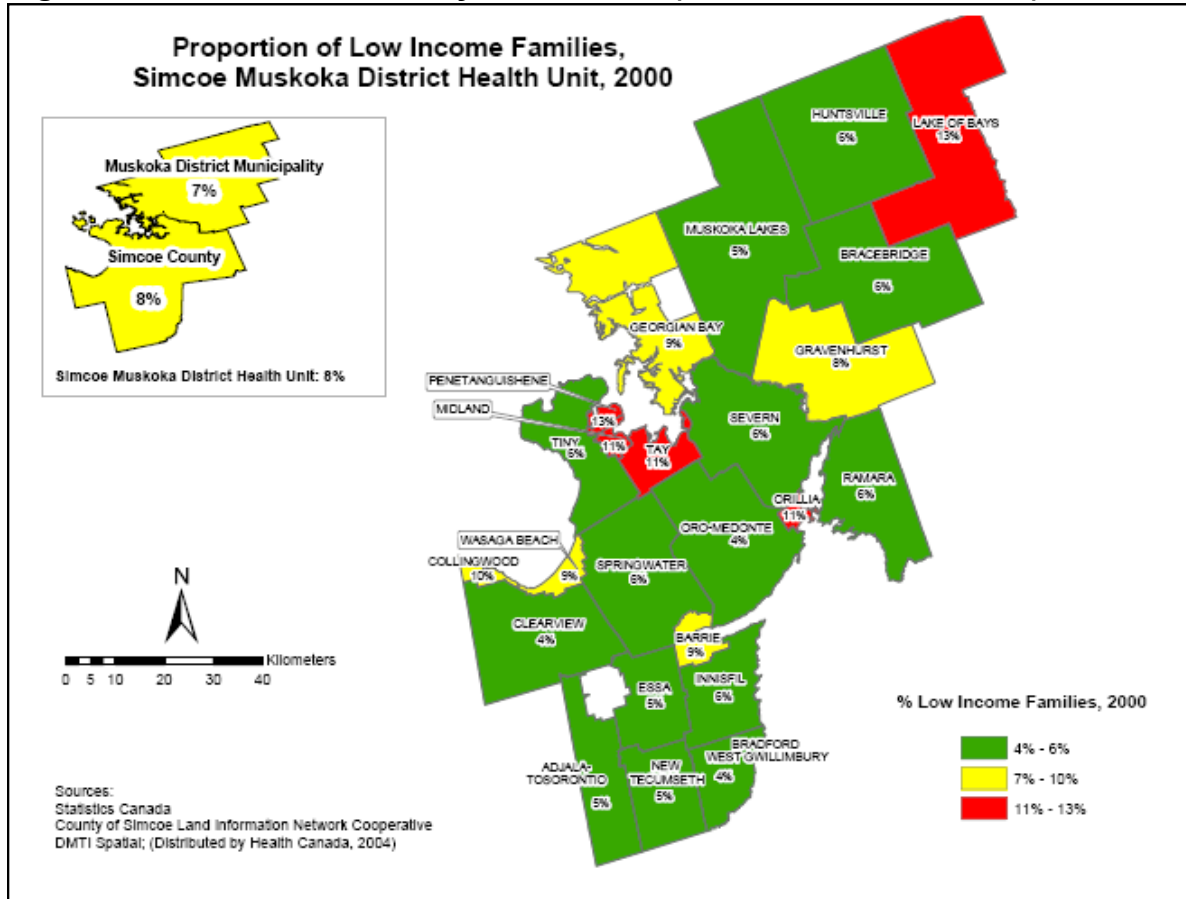 Proportion of Low Income Families,
Simcoe Muskoka District Health Unit, 2000
Muskoka District Municipality
7%
Simcoe County
8%
Simcoe Muskoka District Health Unit: 8%
HUNTSVILLE
6%
LAKE OF BAYS
13%
MUSKOKA LAKES
5%
BRACEBRIDGE
6%
GEORGIAN BAY
9%
GRAVENHURST
8%
PENETANGUISHENE
13%
MIDLAND
11%
TINY
6%
TAY
11%
SEVERN
6%
RAMARA
6%
ORILLIA
11%
ORO-MEDONTE
4%
WASAGA BEACH
9%
COLLINGWOOD
10%
SPRINGWATER
6%
CLEARVIEW
4%
BARRIE
9%
ESSA
5%
INNISFIL
6%
BRADFORD
WEST GWILLIMBURY
4%
ADJALA-
TOSORONTIO
5%
NEW
TECUMSETH
5%
N
Kilometers
0 5 10 20 30 40
% Low Income Families, 2000
4% - 6%
7% - 10%
11% - 13%
Sources:
Statistics Canada
County of Simcoe Land Information Network Cooperative
DMTI Spatial; (Distributed by Health Canada, 2004)